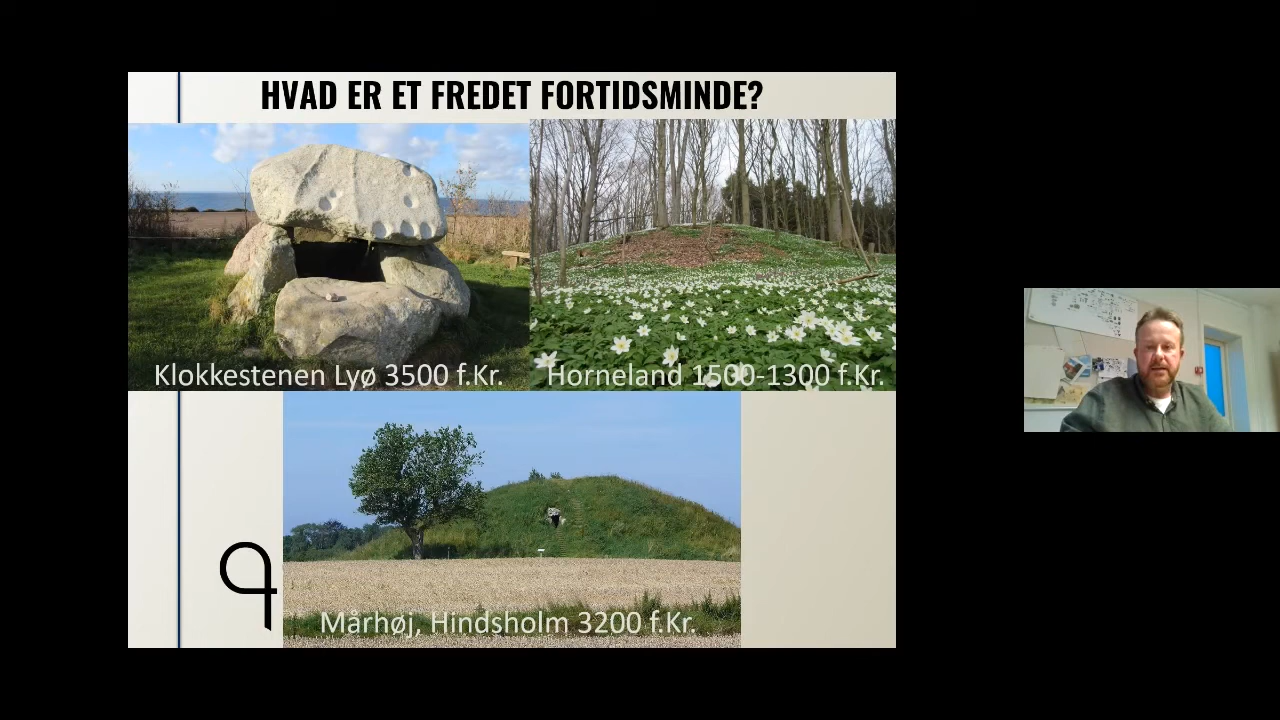 HVAD ER ET FREDET FORTIDSMINDE?
Klokkestenen Lyø 3500 f.Kr.
Horneland 1500-1300 f.Kr.
Mårhøj, Hindsholm 3200 f.Kr.